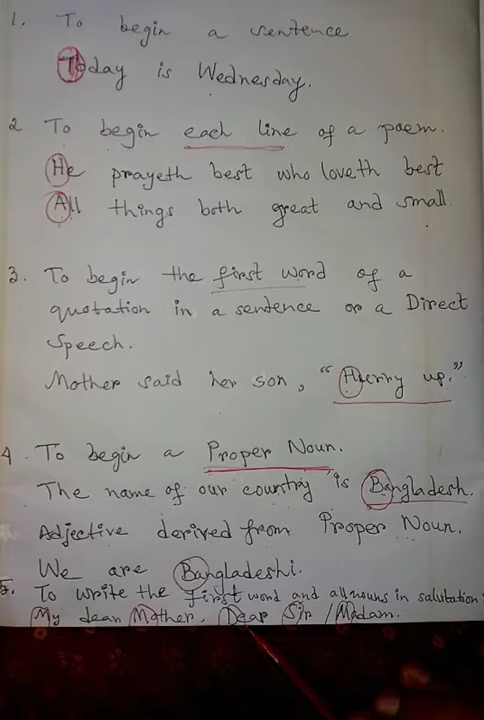 1. To begin a sentence
Today is Wednesday.
2. To begin each line of a poem.
He prayeth best who loveth best
All things both great and small.
3. To begin the first word of a
quotation in a sentence or a Direct
Speech.
Mother said her son, "Hurry up."
4. To begin a Proper Noun.
The name of our country is Bangladesh.
Adjective derived from Proper Noun.
We are Bangladeshi.
5. To write the first word and all nouns in salutation:
My dear Mother, Dear Sir / Madam.